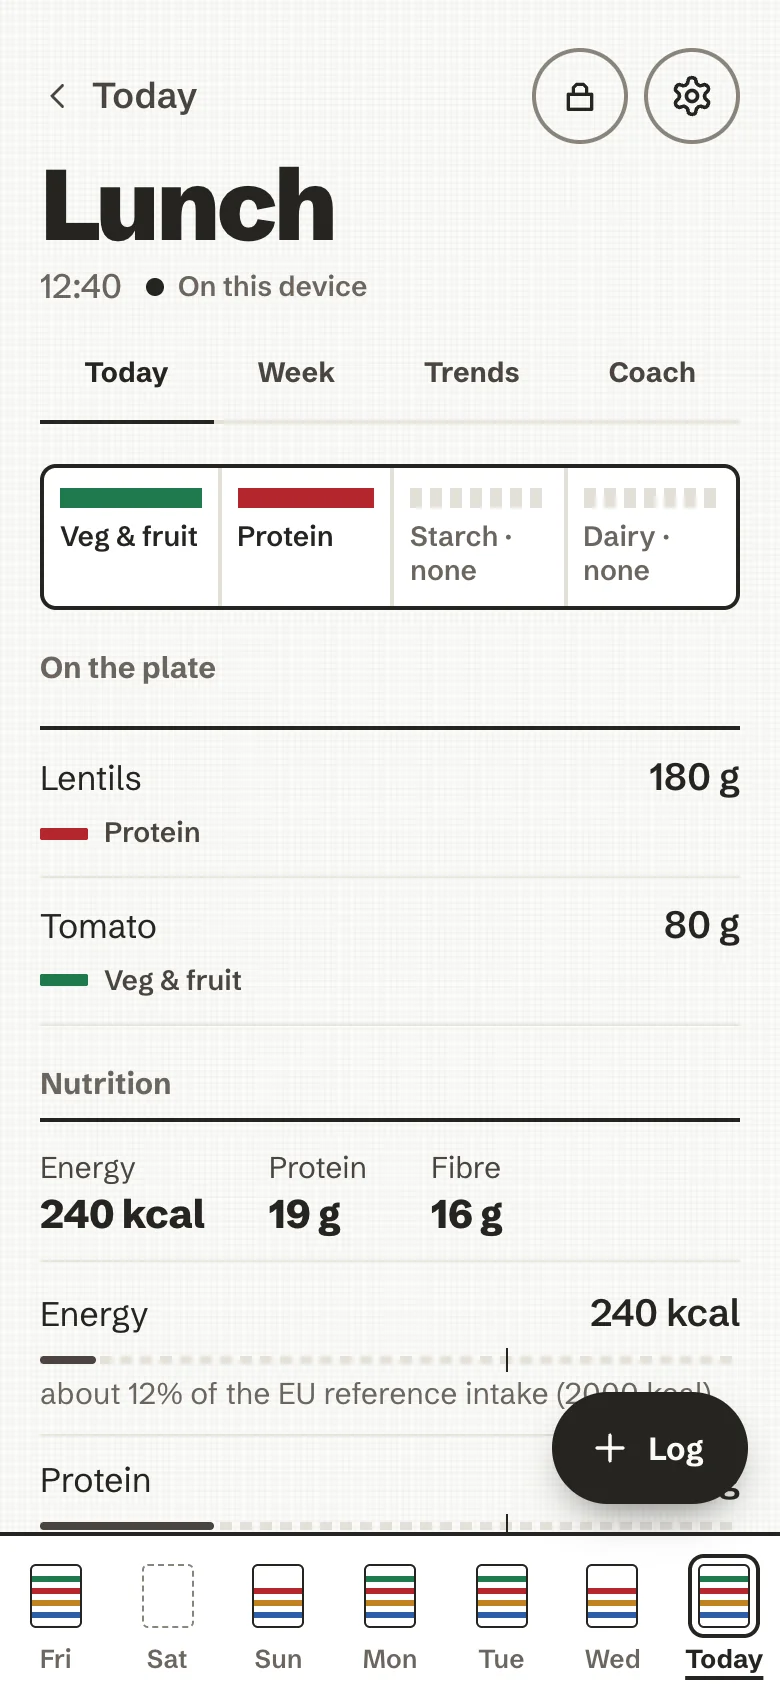 Today
Lunch
12:40 On this device
Today Week Trends Coach
Veg & fruit Protein Starch · none Dairy · none
On the plate
Lentils 180 g
Protein
Tomato 80 g
Veg & fruit
Nutrition
Energy Protein Fibre
240 kcal 19 g 16 g
Energy 240 kcal
about 12% of the EU reference intake (2000 kcal)
Log
Protein g
Fri Sat Sun Mon Tue Wed Today